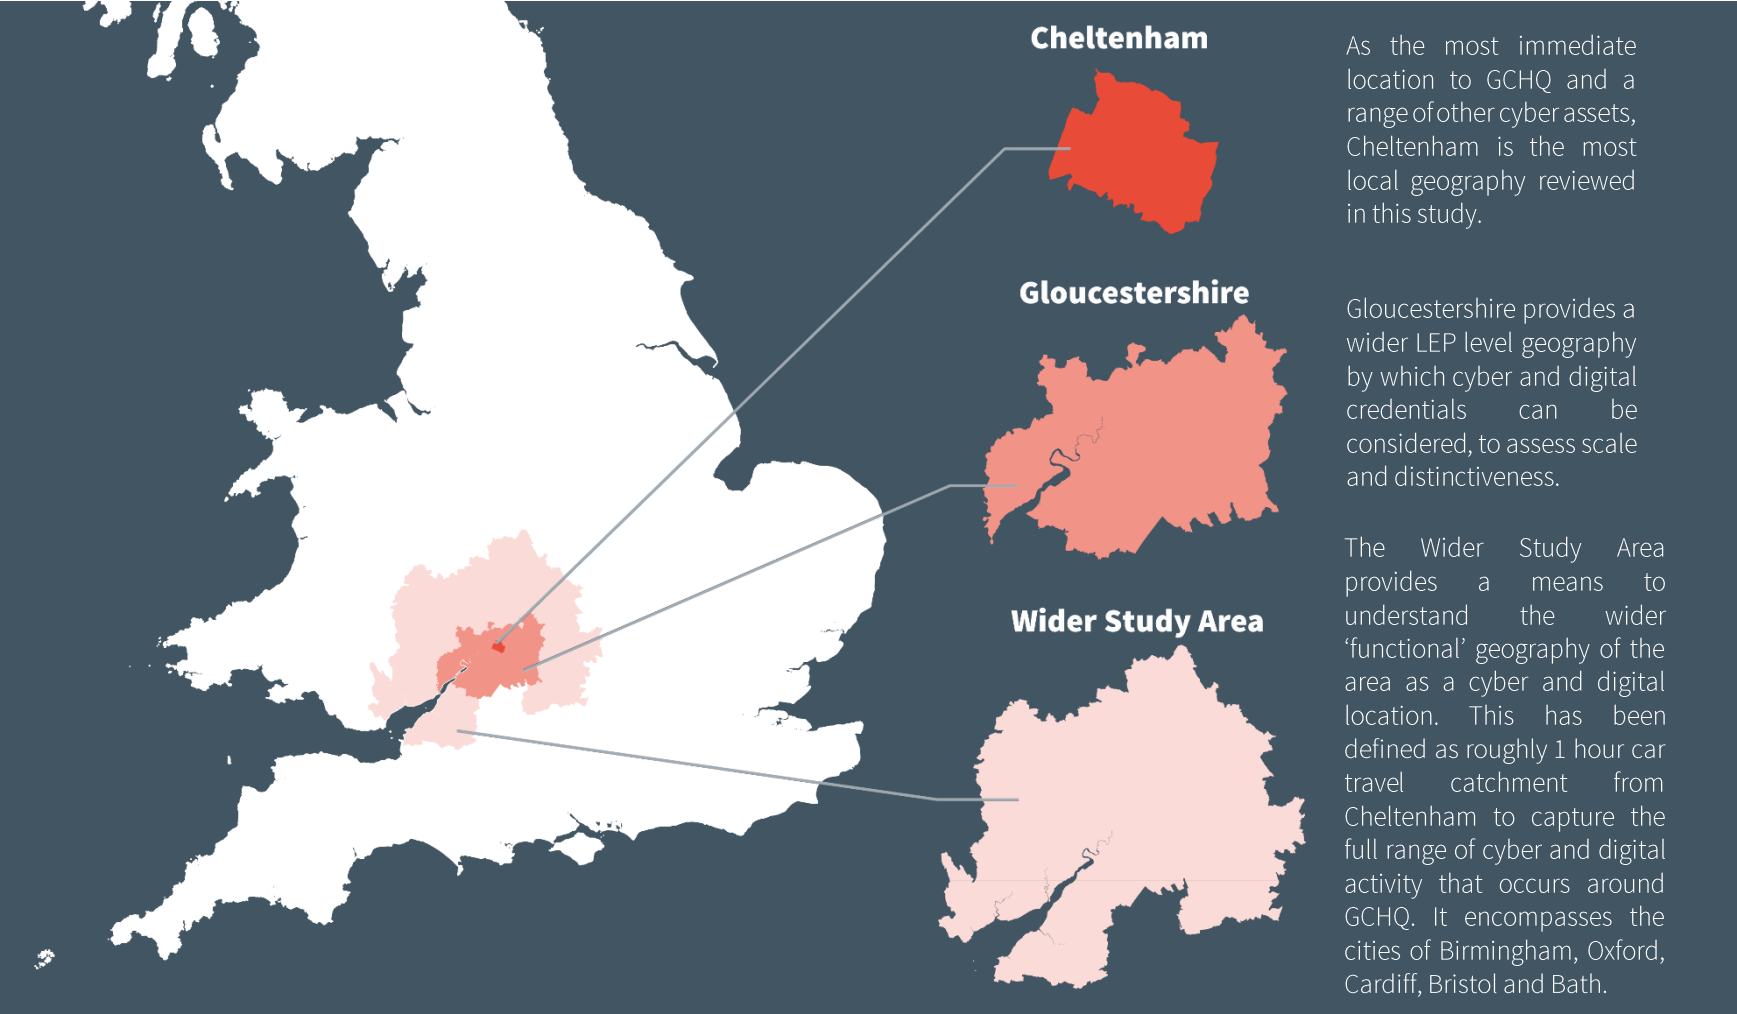 Cheltenham
As the most immediate
location to GCHQ and a
range of other cyber assets,
Cheltenham is the most
local geography reviewed
in this study.
Gloucestershire
Gloucestershire provides a
wider LEP level geography
by which cyber and digital
credentials can be
considered, to assess scale
and distinctiveness.
Wider Study Area
The Wider Study Area
provides a means to
understand the wider
‘functional’ geography of the
area as a cyber and digital
location. This has been
defined as roughly 1 hour car
travel catchment from
Cheltenham to capture the
full range of cyber and digital
activity that occurs around
GCHQ. It encompasses the
cities of Birmingham, Oxford,
Cardiff, Bristol and Bath.